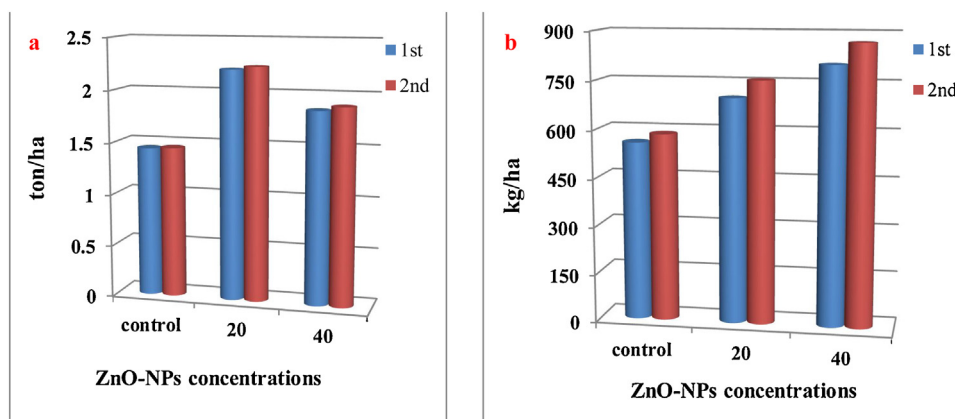 a
2.5
2
1.5
1
0.5
0
ton/ha
control
20
40
ZnO-NPs concentrations
1st
2nd
b
900
750
600
450
300
150
0
kg/ha
control
20
40
ZnO-NPs concentrations
1st
2nd